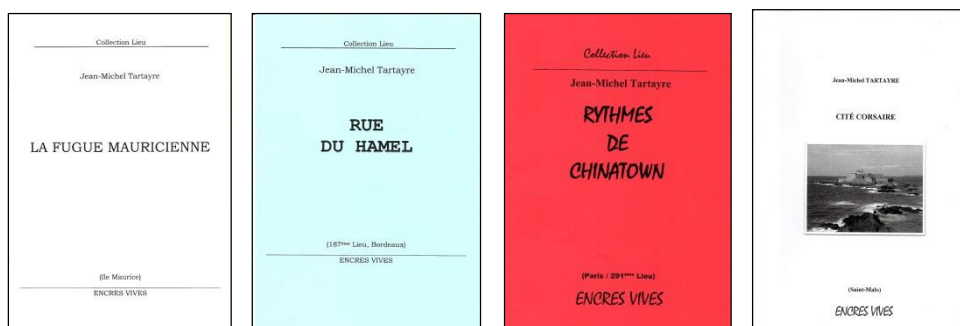 Collection Lieu
Jean-Michel Tartayre
LA FUGUE MAURICIENNE
(Ile Maurice)
ENCRES VIVES
Collection Lieu
Jean-Michel Tartayre
RUE
DU HAMEL
(187ème Lieu, Bordeaux)
ENCRES VIVES
Collection Lieu
Jean-Michel Tartayre
RYTHMES
DE
CHINATOWN
(Paris / 291ème Lieu)
ENCRES VIVES
Jean-Michel TARTAYRE
CITÉ CORSAIRE
(Saint-Malo)
ENCRES VIVES